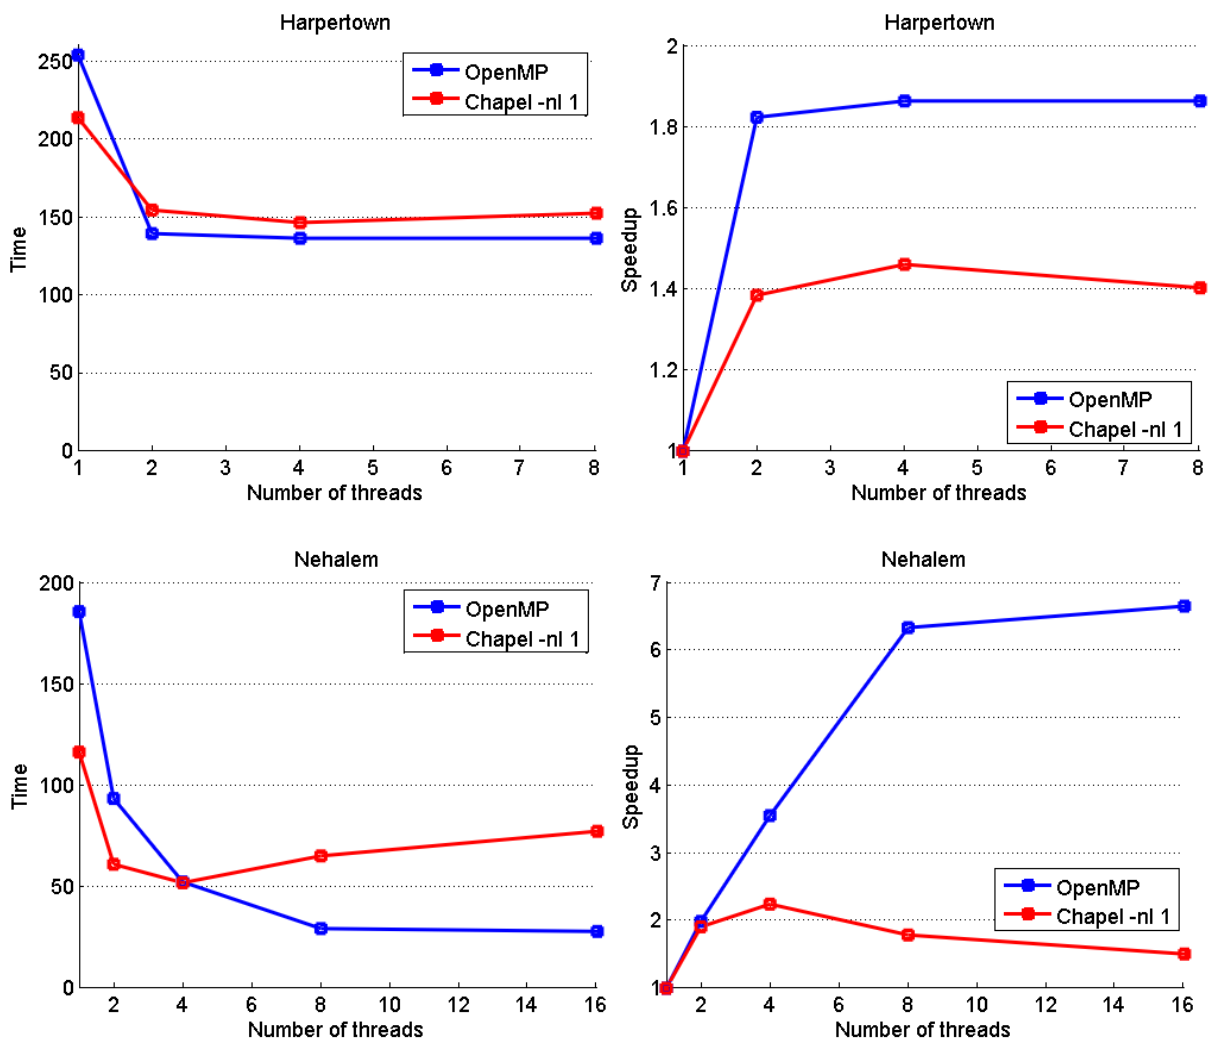 Harpertown
250
200
150
100
50
0
Time
1 2 3 4 5 6 7 8
Number of threads
OpenMP
Chapel -nl 1
Harpertown
2
1.8
1.6
1.4
1.2
1
Speedup
1 2 3 4 5 6 7 8
Number of threads
OpenMP
Chapel -nl 1
Nehalem
200
150
100
50
0
Time
2 4 6 8 10 12 14 16
Number of threads
OpenMP
Chapel -nl 1
Nehalem
7
6
5
4
3
2
1
Speedup
2 4 6 8 10 12 14 16
Number of threads
OpenMP
Chapel -nl 1